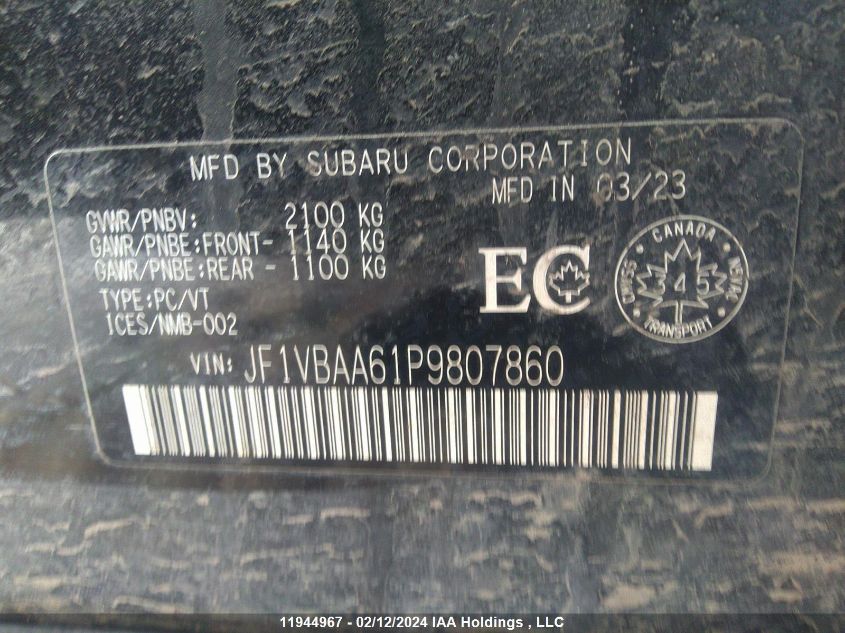 MFD BY SUBARU CORPORATION
MFD IN 03/23
GVWR/PNBV: 2100 KG
GAWR/PNBE:FRONT- 1140 KG
GAWR/PNBE:REAR - 1100 KG
TYPE:PC/VT
ICES/NMB-002
EC
CANADA
345
TRANSPORT
VIN: JF1VBAA61P9807860
11944967 - 02/12/2024 IAA Holdings , LLC